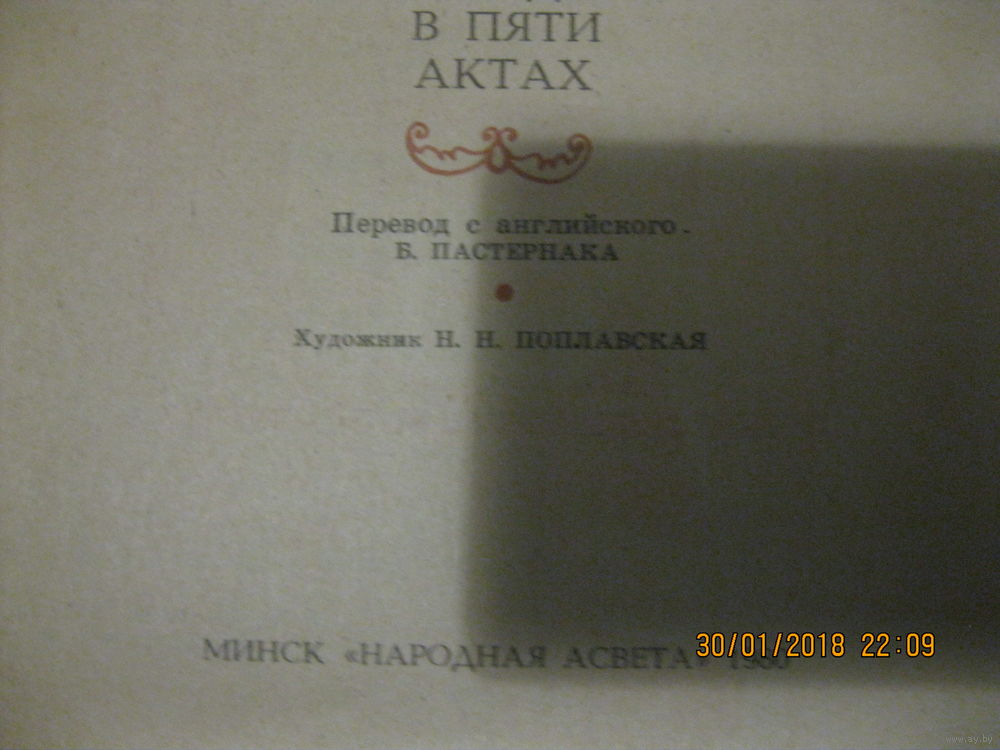 В ПЯТИ
АКТАХ
Перевод с английского
Б. ПАСТЕРНАКА
Художник Н. Н. ПОПЛАВСКАЯ
МИНСК «НАРОДНАЯ АСВЕТА»
30/01/2018 22:09
www.ay.by